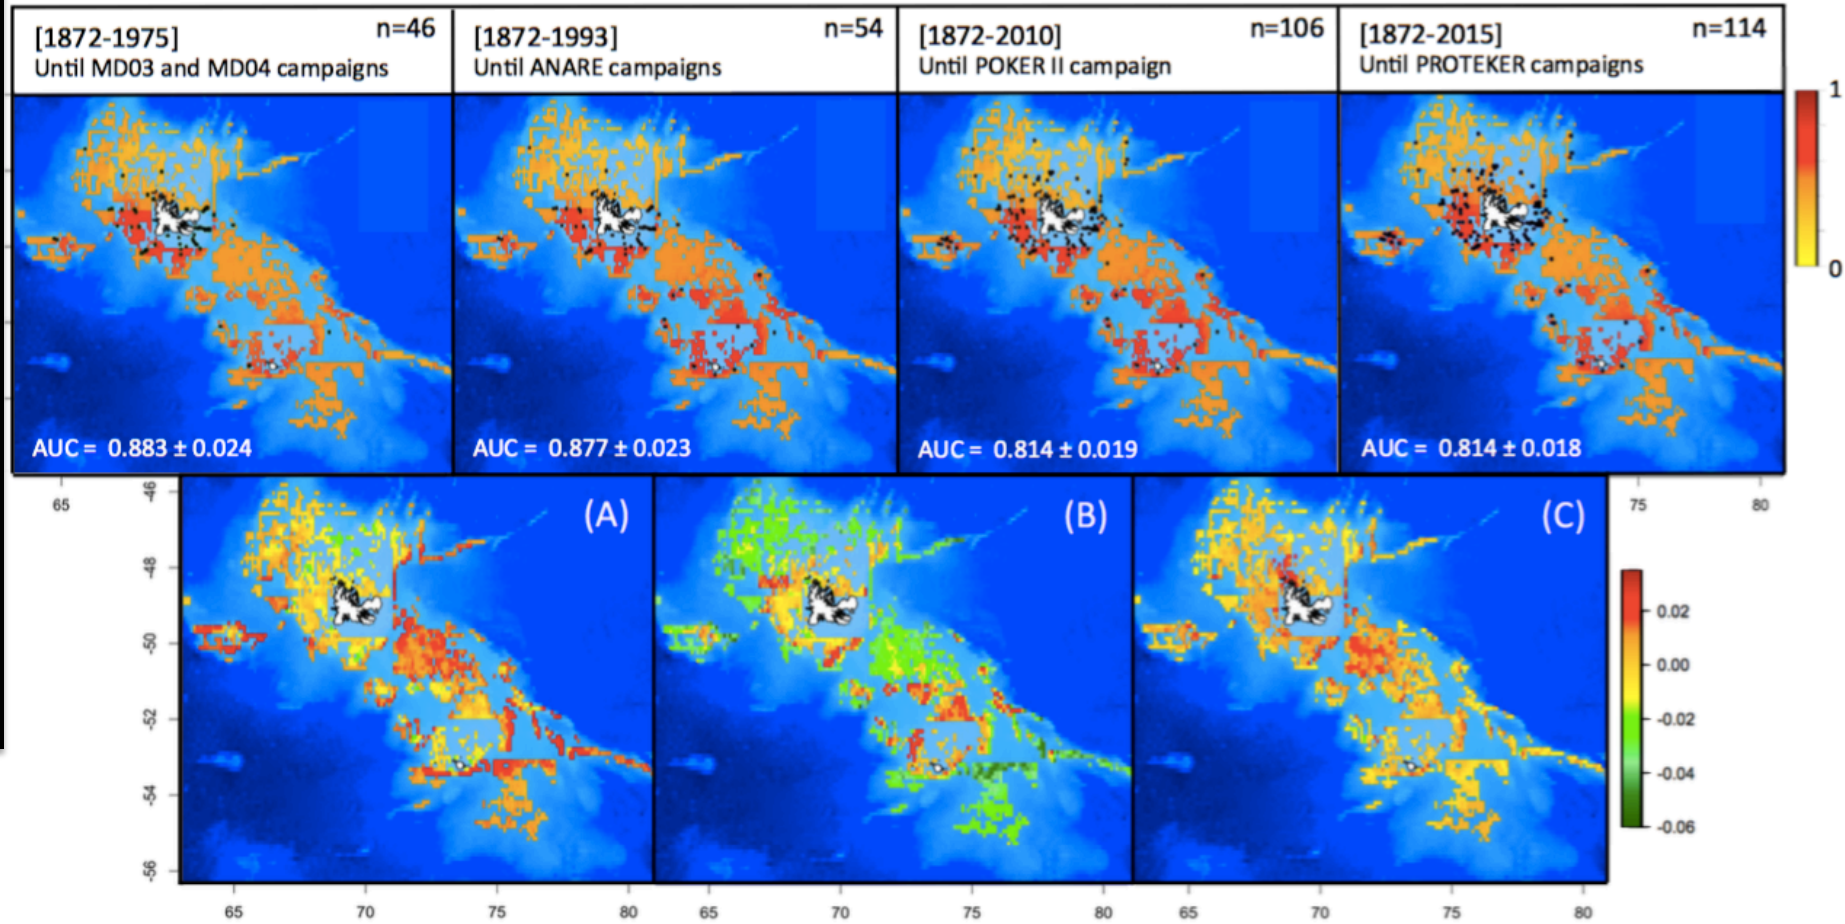 [1872-1975] n=46
Until MD03 and MD04 campaigns
[1872-1993] n=54
Until ANARE campaigns
[1872-2010] n=106
Until POKER II campaign
[1872-2015] n=114
Until PROTEKER campaigns
1
0
AUC = 0.883 ± 0.024
AUC = 0.877 ± 0.023
AUC = 0.814 ± 0.019
AUC = 0.814 ± 0.018
65
75
80
(A)
(B)
(C)
-46
-48
-50
-52
-54
-56
0.02
0.00
-0.02
-0.04
-0.06
65 70 75 80
65 70 75 80
65 70 75 80